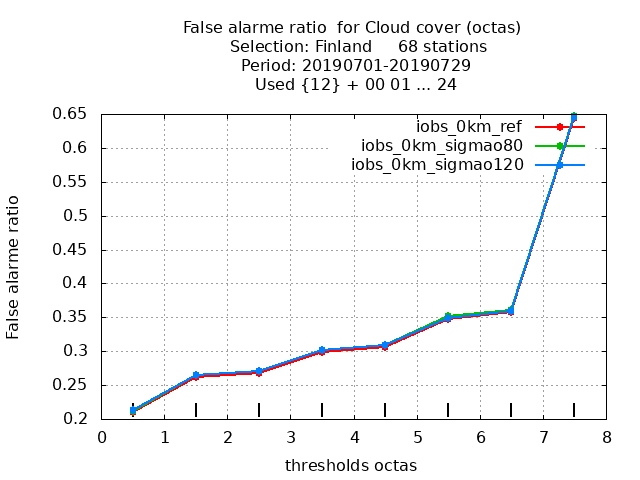 False alarme ratio  for Cloud cover (octas)
Selection: Finland     68 stations
Period: 20190701-20190729
Used {12} + 00 01 ... 24
iobs_0km_ref
iobs_0km_sigmao80
iobs_0km_sigmao120
False alarme ratio
0.65
0.6
0.55
0.5
0.45
0.4
0.35
0.3
0.25
0.2
0 1 2 3 4 5 6 7 8
thresholds octas